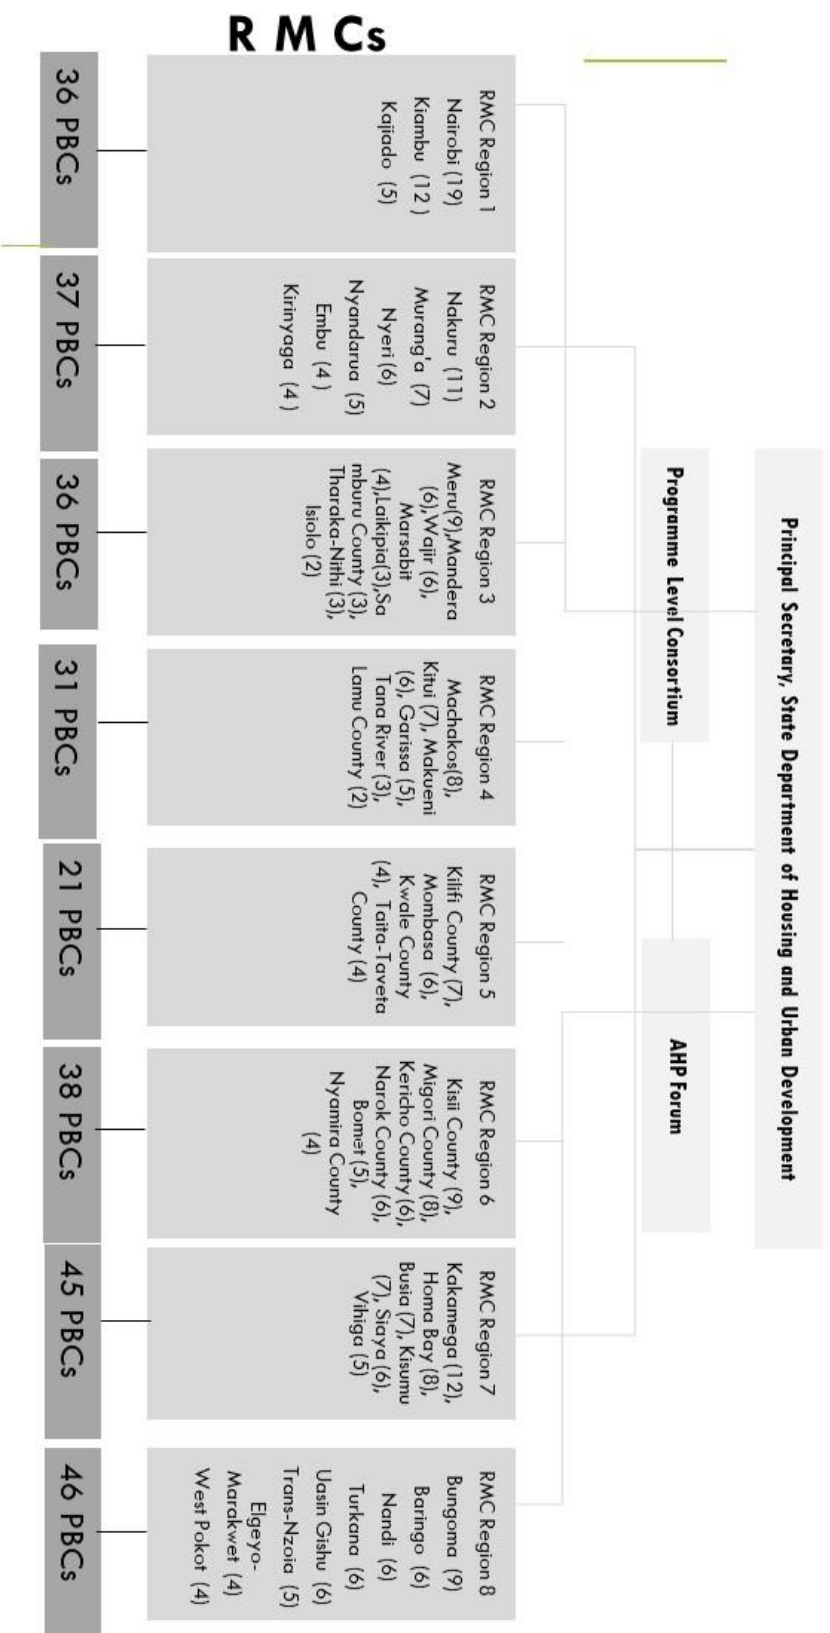 R M Cs
Principal Secretary, State Department of Housing and Urban Development
Programme Level Consortium
AHP Forum
RMC Region 1
Nairobi (19)
Kiambu (12 )
Kajiado (5)
RMC Region 2
Nakuru (11)
Murang'a (7)
Nyeri (6)
Nyandarua (5)
Embu (4 )
Kirinyaga (4 )
RMC Region 3
Meru(9),Mandera
(6),Wajir (6),
Marsabit
(4),Laikipia(3),Sa
mburu County (3),
Tharaka-Nithi (3),
Isiolo (2)
RMC Region 4
Machakos(8),
Kitui (7), Makueni
(6), Garissa (5),
Tana River (3),
Lamu County (2)
RMC Region 5
Kilifi County (7),
Mombasa (6),
Kwale County
(4), Taita-Taveta
County (4)
RMC Region 6
Kisii County (9),
Migori County (8),
Kericho County (6),
Narok County (6),
Bomet (5),
Nyamira County
(4)
RMC Region 7
Kakamega (12),
Homa Bay (8),
Busia (7), Kisumu
(7), Siaya (6),
Vihiga (5)
RMC Region 8
Bungoma (9)
Baringo (6)
Nandi (6)
Turkana (6)
Uasin Gishu (6)
Trans-Nzoia (5)
Elgeyo-
Marakwet (4)
West Pokot (4)
36 PBCs
37 PBCs
36 PBCs
31 PBCs
21 PBCs
38 PBCs
45 PBCs
46 PBCs